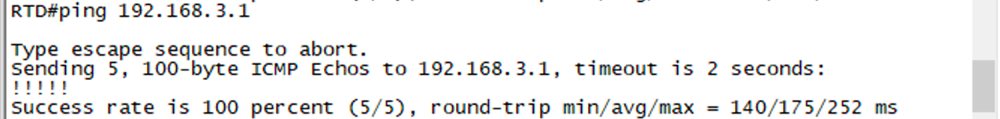 RTD#ping 192.168.3.1
Type escape sequence to abort.
Sending 5, 100-byte ICMP Echos to 192.168.3.1, timeout is 2 seconds:
!!!!!
Success rate is 100 percent (5/5), round-trip min/avg/max = 140/175/252 ms